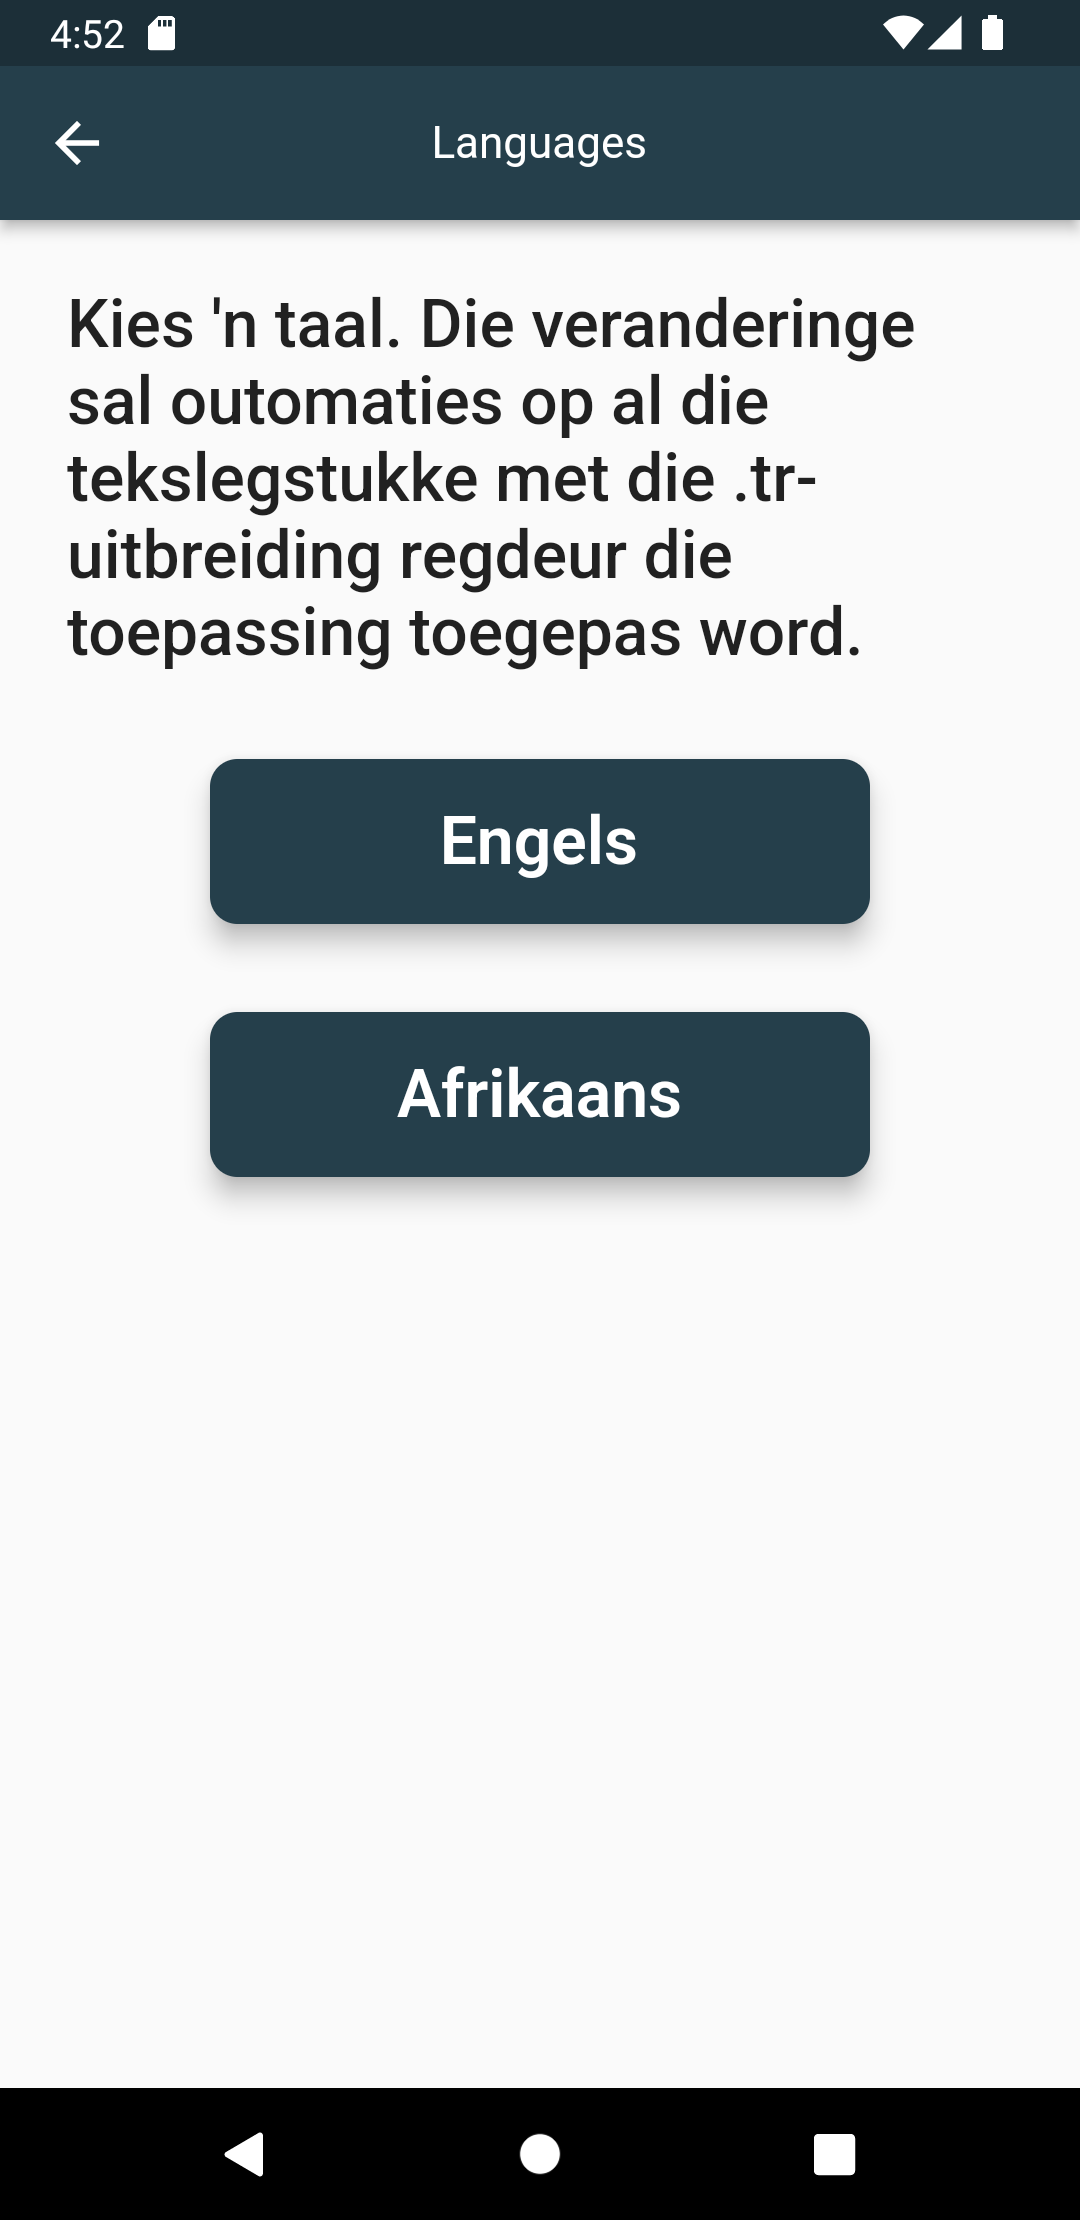 4:52
Languages
Kies 'n taal. Die veranderinge
sal outomaties op al die
tekslegstukke met die .tr-
uitbreiding regdeur die
toepassing toegepas word.
Engels
Afrikaans